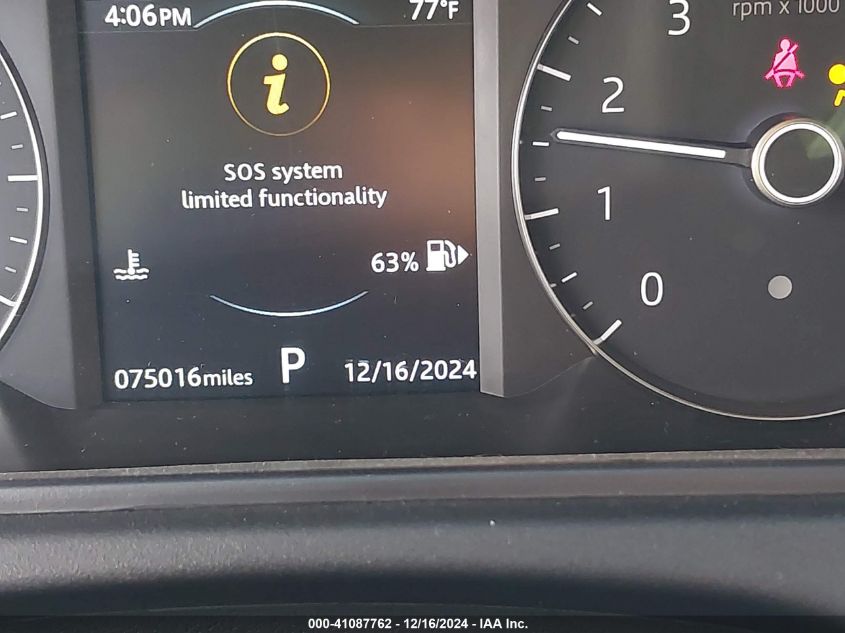 4:06PM 77°F
3
rpm x 1000
2
SOS system
limited functionality
1
63%
0
075016miles P 12/16/2024
000-41087762 - 12/16/2024 - IAA Inc.